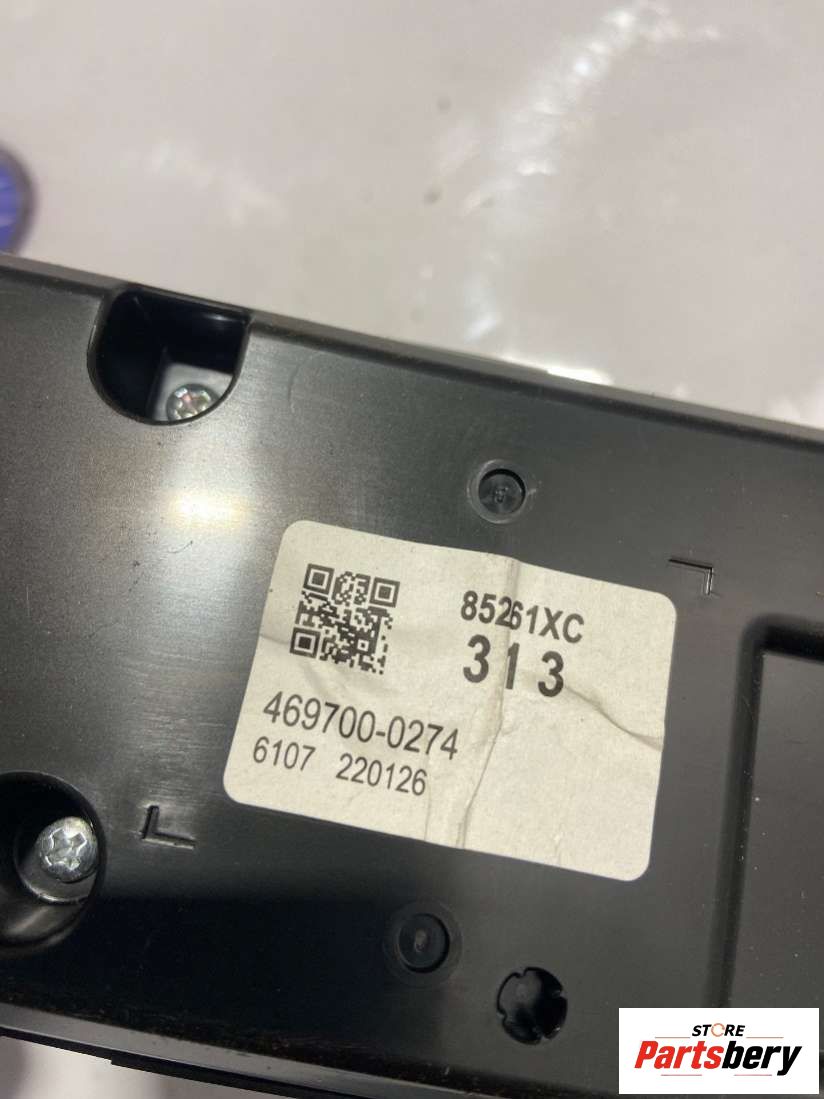 85261XC
313
469700-0274
6107 220126
STORE
Partsbery